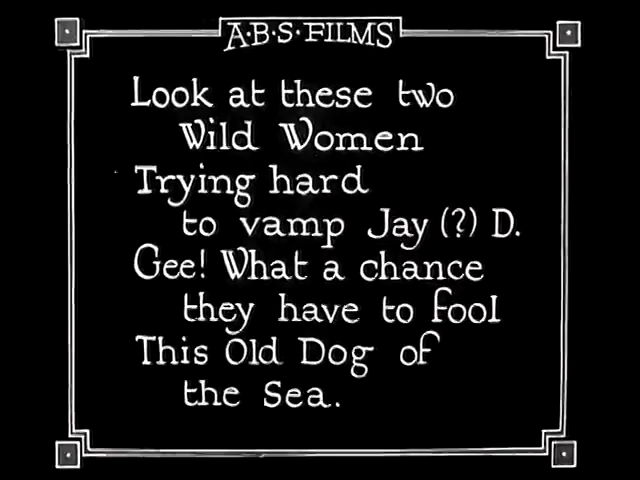 A·B·S·FILMS
Look at these two
Wild Women
Trying hard
to vamp Jay (?) D.
Gee! What a chance
they have to fool
This Old Dog of
the Sea.